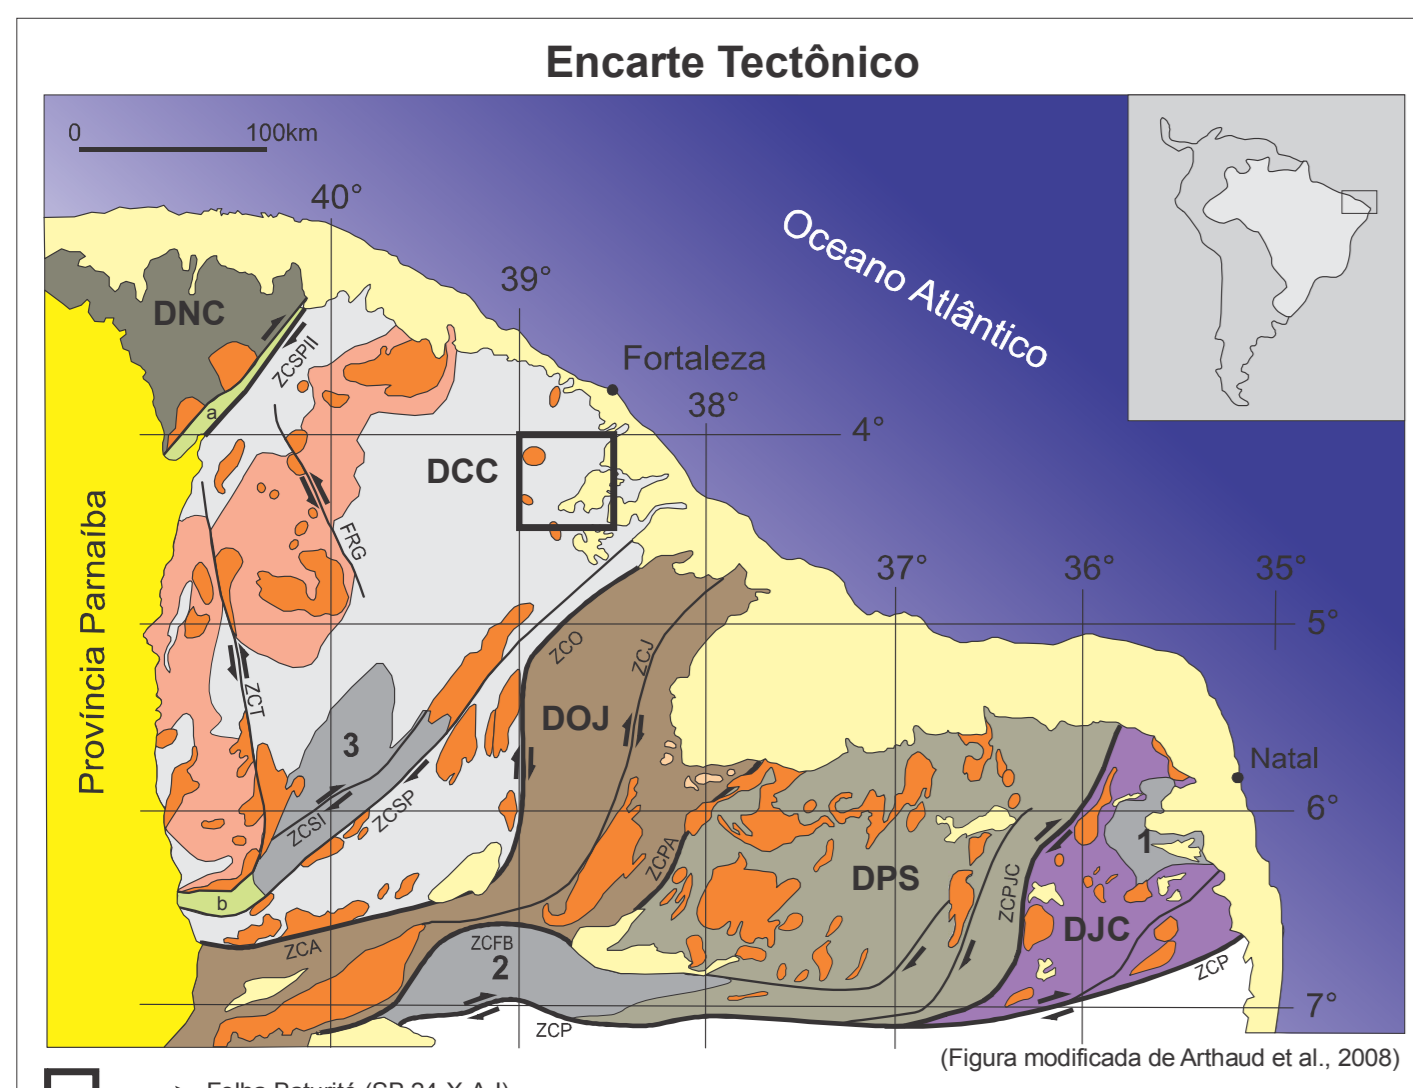 Encarte Tectônico
0 100km
40°
39°
Oceano Atlântico
DNC
ZCSPII
Fortaleza
38°
a
4°
DCC
Província Parnaíba
FRG
37°
36°
35°
5°
ZCO
ZCJ
ZCT
DOJ
3
Natal
6°
ZCSI
ZCSP
1
ZCPA
DPS
ZCPJC
b
DJC
ZCA
ZCFB
2
ZCP
7°
ZCP
(Figura modificada de Arthaud et al., 2008)